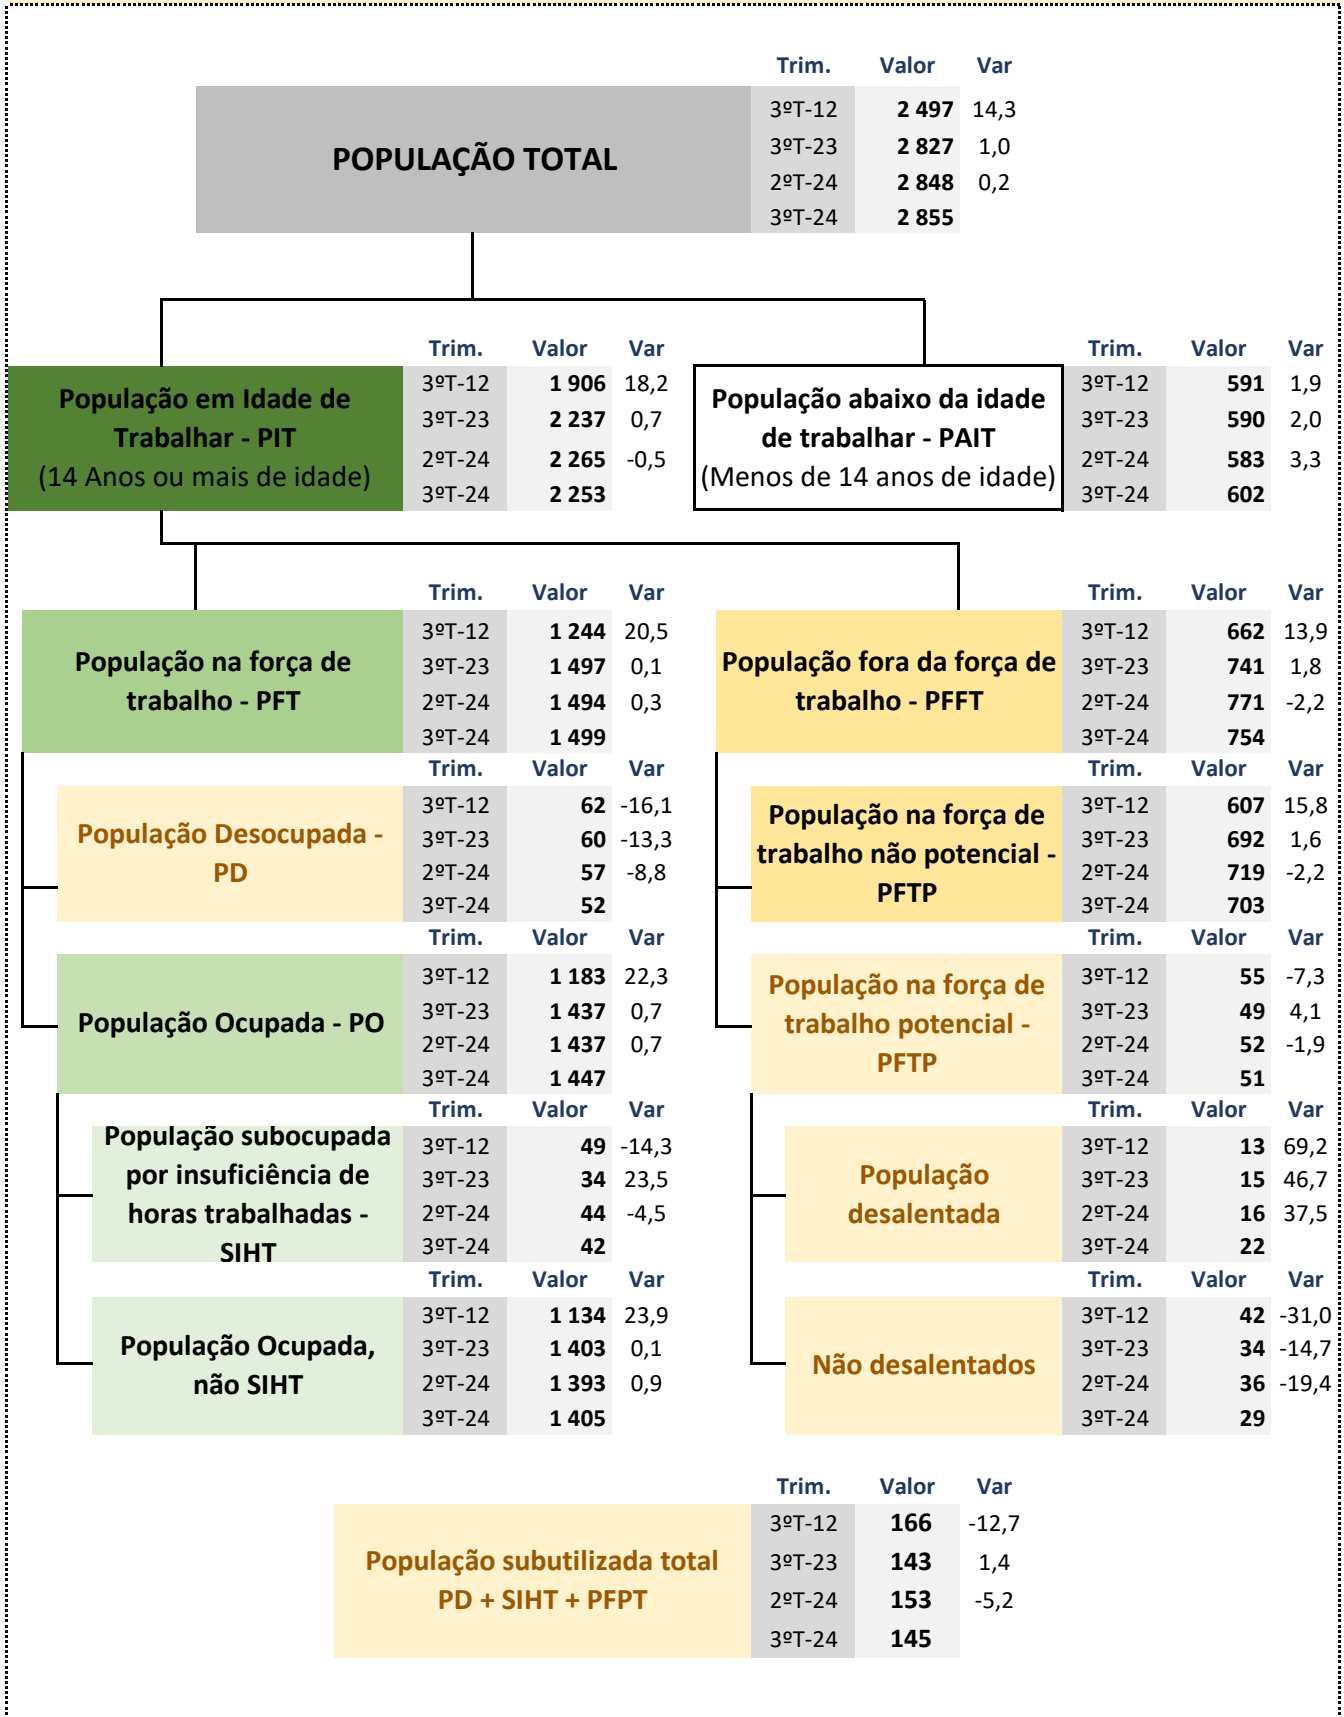 Trim. Valor Var
POPULAÇÃO TOTAL
3ºT-12 2 497 14,3
3ºT-23 2 827 1,0
2ºT-24 2 848 0,2
3ºT-24 2 855
Trim. Valor Var
População em Idade de
Trabalhar - PIT
(14 Anos ou mais de idade)
3ºT-12 1 906 18,2
3ºT-23 2 237 0,7
2ºT-24 2 265 -0,5
3ºT-24 2 253
Trim. Valor Var
População abaixo da idade
de trabalhar - PAIT
(Menos de 14 anos de idade)
3ºT-12 591 1,9
3ºT-23 590 2,0
2ºT-24 583 3,3
3ºT-24 602
Trim. Valor Var
População na força de
trabalho - PFT
3ºT-12 1 244 20,5
3ºT-23 1 497 0,1
2ºT-24 1 494 0,3
3ºT-24 1 499
Trim. Valor Var
População fora da força de
trabalho - PFFT
3ºT-12 662 13,9
3ºT-23 741 1,8
2ºT-24 771 -2,2
3ºT-24 754
Trim. Valor Var
População Desocupada -
PD
3ºT-12 62 -16,1
3ºT-23 60 -13,3
2ºT-24 57 -8,8
3ºT-24 52
Trim. Valor Var
População na força de
trabalho não potencial -
PFTP
3ºT-12 607 15,8
3ºT-23 692 1,6
2ºT-24 719 -2,2
3ºT-24 703
Trim. Valor Var
População Ocupada - PO
3ºT-12 1 183 22,3
3ºT-23 1 437 0,7
2ºT-24 1 437 0,7
3ºT-24 1 447
Trim. Valor Var
População na força de
trabalho potencial -
PFTP
3ºT-12 55 -7,3
3ºT-23 49 4,1
2ºT-24 52 -1,9
3ºT-24 51
Trim. Valor Var
População subocupada
por insuficiência de
horas trabalhadas -
SIHT
3ºT-12 49 -14,3
3ºT-23 34 23,5
2ºT-24 44 -4,5
3ºT-24 42
Trim. Valor Var
População
desalentada
3ºT-12 13 69,2
3ºT-23 15 46,7
2ºT-24 16 37,5
3ºT-24 22
Trim. Valor Var
População Ocupada,
não SIHT
3ºT-12 1 134 23,9
3ºT-23 1 403 0,1
2ºT-24 1 393 0,9
3ºT-24 1 405
Trim. Valor Var
Não desalentados
3ºT-12 42 -31,0
3ºT-23 34 -14,7
2ºT-24 36 -19,4
3ºT-24 29
Trim. Valor Var
População subutilizada total
PD + SIHT + PFPT
3ºT-12 166 -12,7
3ºT-23 143 1,4
2ºT-24 153 -5,2
3ºT-24 145